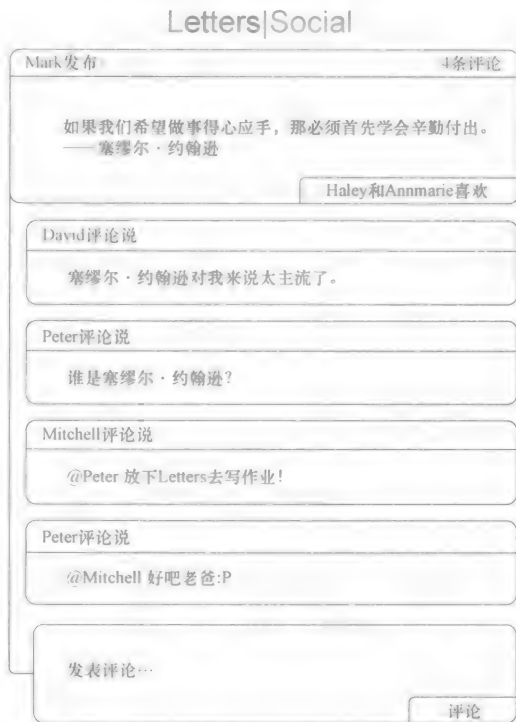 Letters|Social
Mark发布
4条评论
如果我们希望做事得心应手，那必须首先学会辛勤付出。
——塞缪尔·约翰逊
Haley和Annmarie喜欢
David评论说
塞缪尔·约翰逊对我来说太主流了。
Peter评论说
谁是塞缪尔·约翰逊？
Mitchell评论说
@Peter 放下Letters去写作业！
Peter评论说
@Mitchell 好吧老爸:P
发表评论…
评论